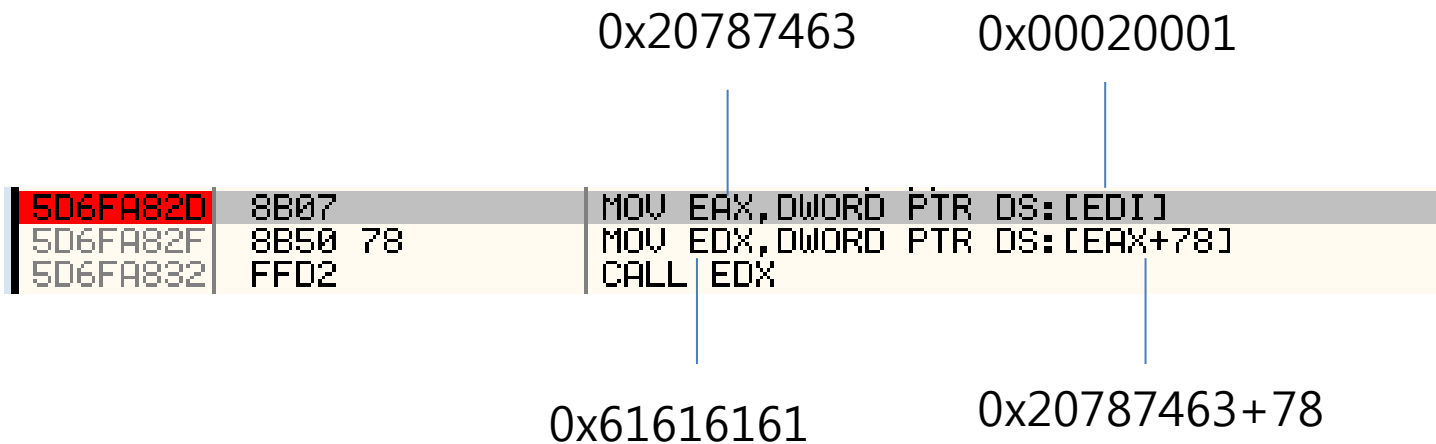 0x20787463 0x00020001
5D6FA82D 8B07 MOV EAX,DWORD PTR DS:[EDI]
5D6FA82F 8B50 78 MOV EDX,DWORD PTR DS:[EAX+78]
5D6FA832 FFD2 CALL EDX
0x61616161 0x20787463+78